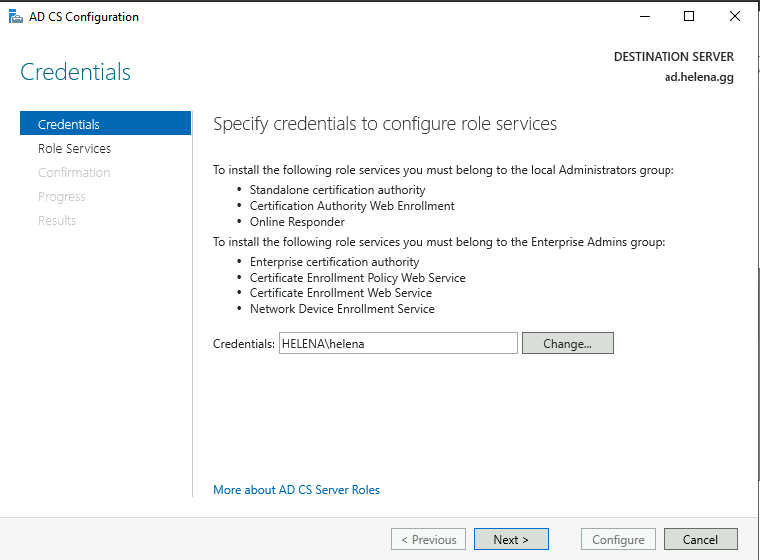 AD CS Configuration
Credentials
DESTINATION SERVER
ad.helena.gg
Credentials
Role Services
Confirmation
Progress
Results
Specify credentials to configure role services
To install the following role services you must belong to the local Administrators group:
• Standalone certification authority
• Certification Authority Web Enrollment
• Online Responder
To install the following role services you must belong to the Enterprise Admins group:
• Enterprise certification authority
• Certificate Enrollment Policy Web Service
• Certificate Enrollment Web Service
• Network Device Enrollment Service
Credentials: HELENA\helena Change...
More about AD CS Server Roles
< Previous Next > Configure Cancel